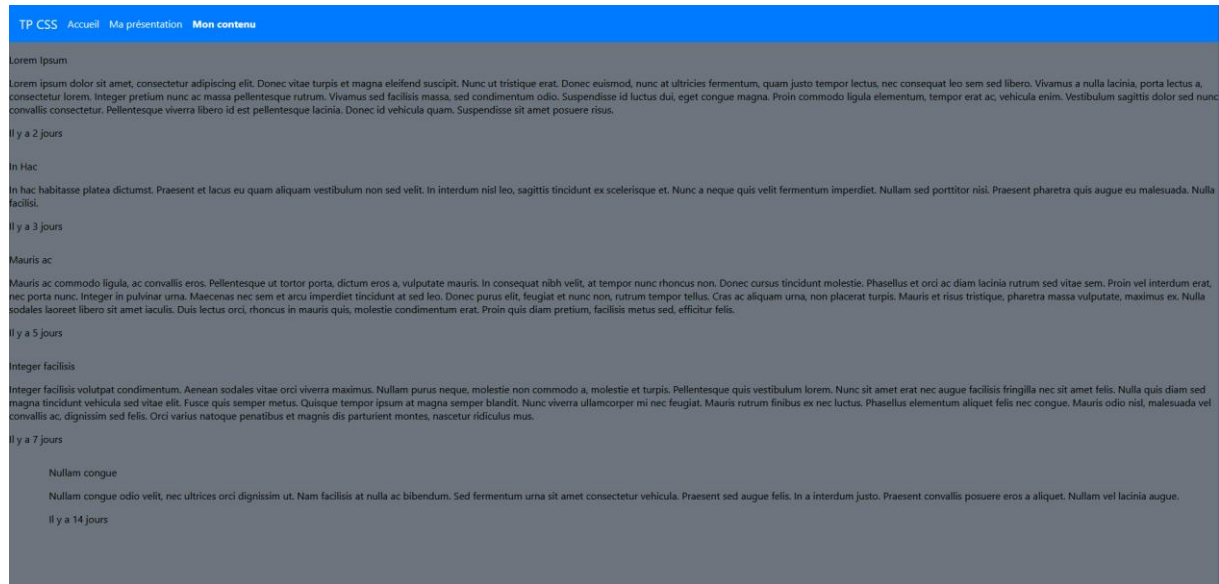 TP CSS Accueil Ma présentation Mon contenu
Lorem Ipsum
Lorem ipsum dolor sit amet, consectetur adipiscing elit. Donec vitae turpis et magna eleifend suscipit. Nunc ut tristique erat. Donec euismod, nunc at ultricies fermentum, quam justo tempor lectus, nec consequat leo sem sed libero. Vivamus a nulla lacinia, porta lectus a,
consectetur lorem. Integer pretium nunc ac massa pellentesque rutrum. Vivamus sed facilisis massa, sed condimentum odio. Suspendisse id luctus dui, eget congue magna. Proin commodo ligula elementum, tempor erat ac, vehicula enim. Vestibulum sagittis dolor sed nunc
convallis consectetur. Pellentesque viverra libero id est pellentesque lacinia. Donec id vehicula quam. Suspendisse sit amet posuere risus.
Il y a 2 jours
In Hac
In hac habitasse platea dictumst. Praesent et lacus eu quam aliquam vestibulum non sed velit. In interdum nisl leo, sagittis tincidunt ex scelerisque et. Nunc a neque quis velit fermentum imperdiet. Nullam sed porttitor nisi. Praesent pharetra quis augue eu malesuada. Nulla
facilisi.
Il y a 3 jours
Mauris ac
Mauris ac commodo ligula, ac convallis eros. Pellentesque ut tortor porta, dictum eros a, vulputate mauris. In consequat nibh velit, at tempor nunc rhoncus non. Donec cursus tincidunt molestie. Phasellus et orci ac diam lacinia rutrum sed vitae sem. Proin vel interdum erat,
nec porta nunc. Integer in pulvinar urna. Maecenas nec sem et arcu imperdiet tincidunt at sed leo. Donec purus elit, feugiat et nunc non, rutrum tempor tellus. Cras ac aliquam urna, non placerat turpis. Mauris et risus tristique, pharetra massa vulputate, maximus ex. Nulla
sodales laoreet libero sit amet iaculis. Duis lectus orci, rhoncus in mauris quis, molestie condimentum erat. Proin quis diam pretium, facilisis metus sed, efficitur felis.
Il y a 5 jours
Integer facilisis
Integer facilisis volutpat condimentum. Aenean sodales vitae orci viverra maximus. Nullam purus neque, molestie non commodo a, molestie et turpis. Pellentesque quis vestibulum lorem. Nunc sit amet erat nec augue facilisis fringilla nec sit amet felis. Nulla quis diam sed
magna tincidunt vehicula sed vitae elit. Fusce quis semper metus. Quisque tempor ipsum at magna semper blandit. Nunc viverra ullamcorper mi nec feugiat. Mauris rutrum finibus ex nec luctus. Phasellus elementum aliquet felis nec congue. Mauris odio nisl, malesuada vel
convallis ac, dignissim sed felis. Orci varius natoque penatibus et magnis dis parturient montes, nascetur ridiculus mus.
Il y a 7 jours
Nullam congue
Nullam congue odio velit, nec ultrices orci dignissim ut. Nam facilisis at nulla ac bibendum. Sed fermentum urna sit amet consectetur vehicula. Praesent sed augue felis. In a interdum justo. Praesent convallis posuere eros a aliquet. Nullam vel lacinia augue.
Il y a 14 jours